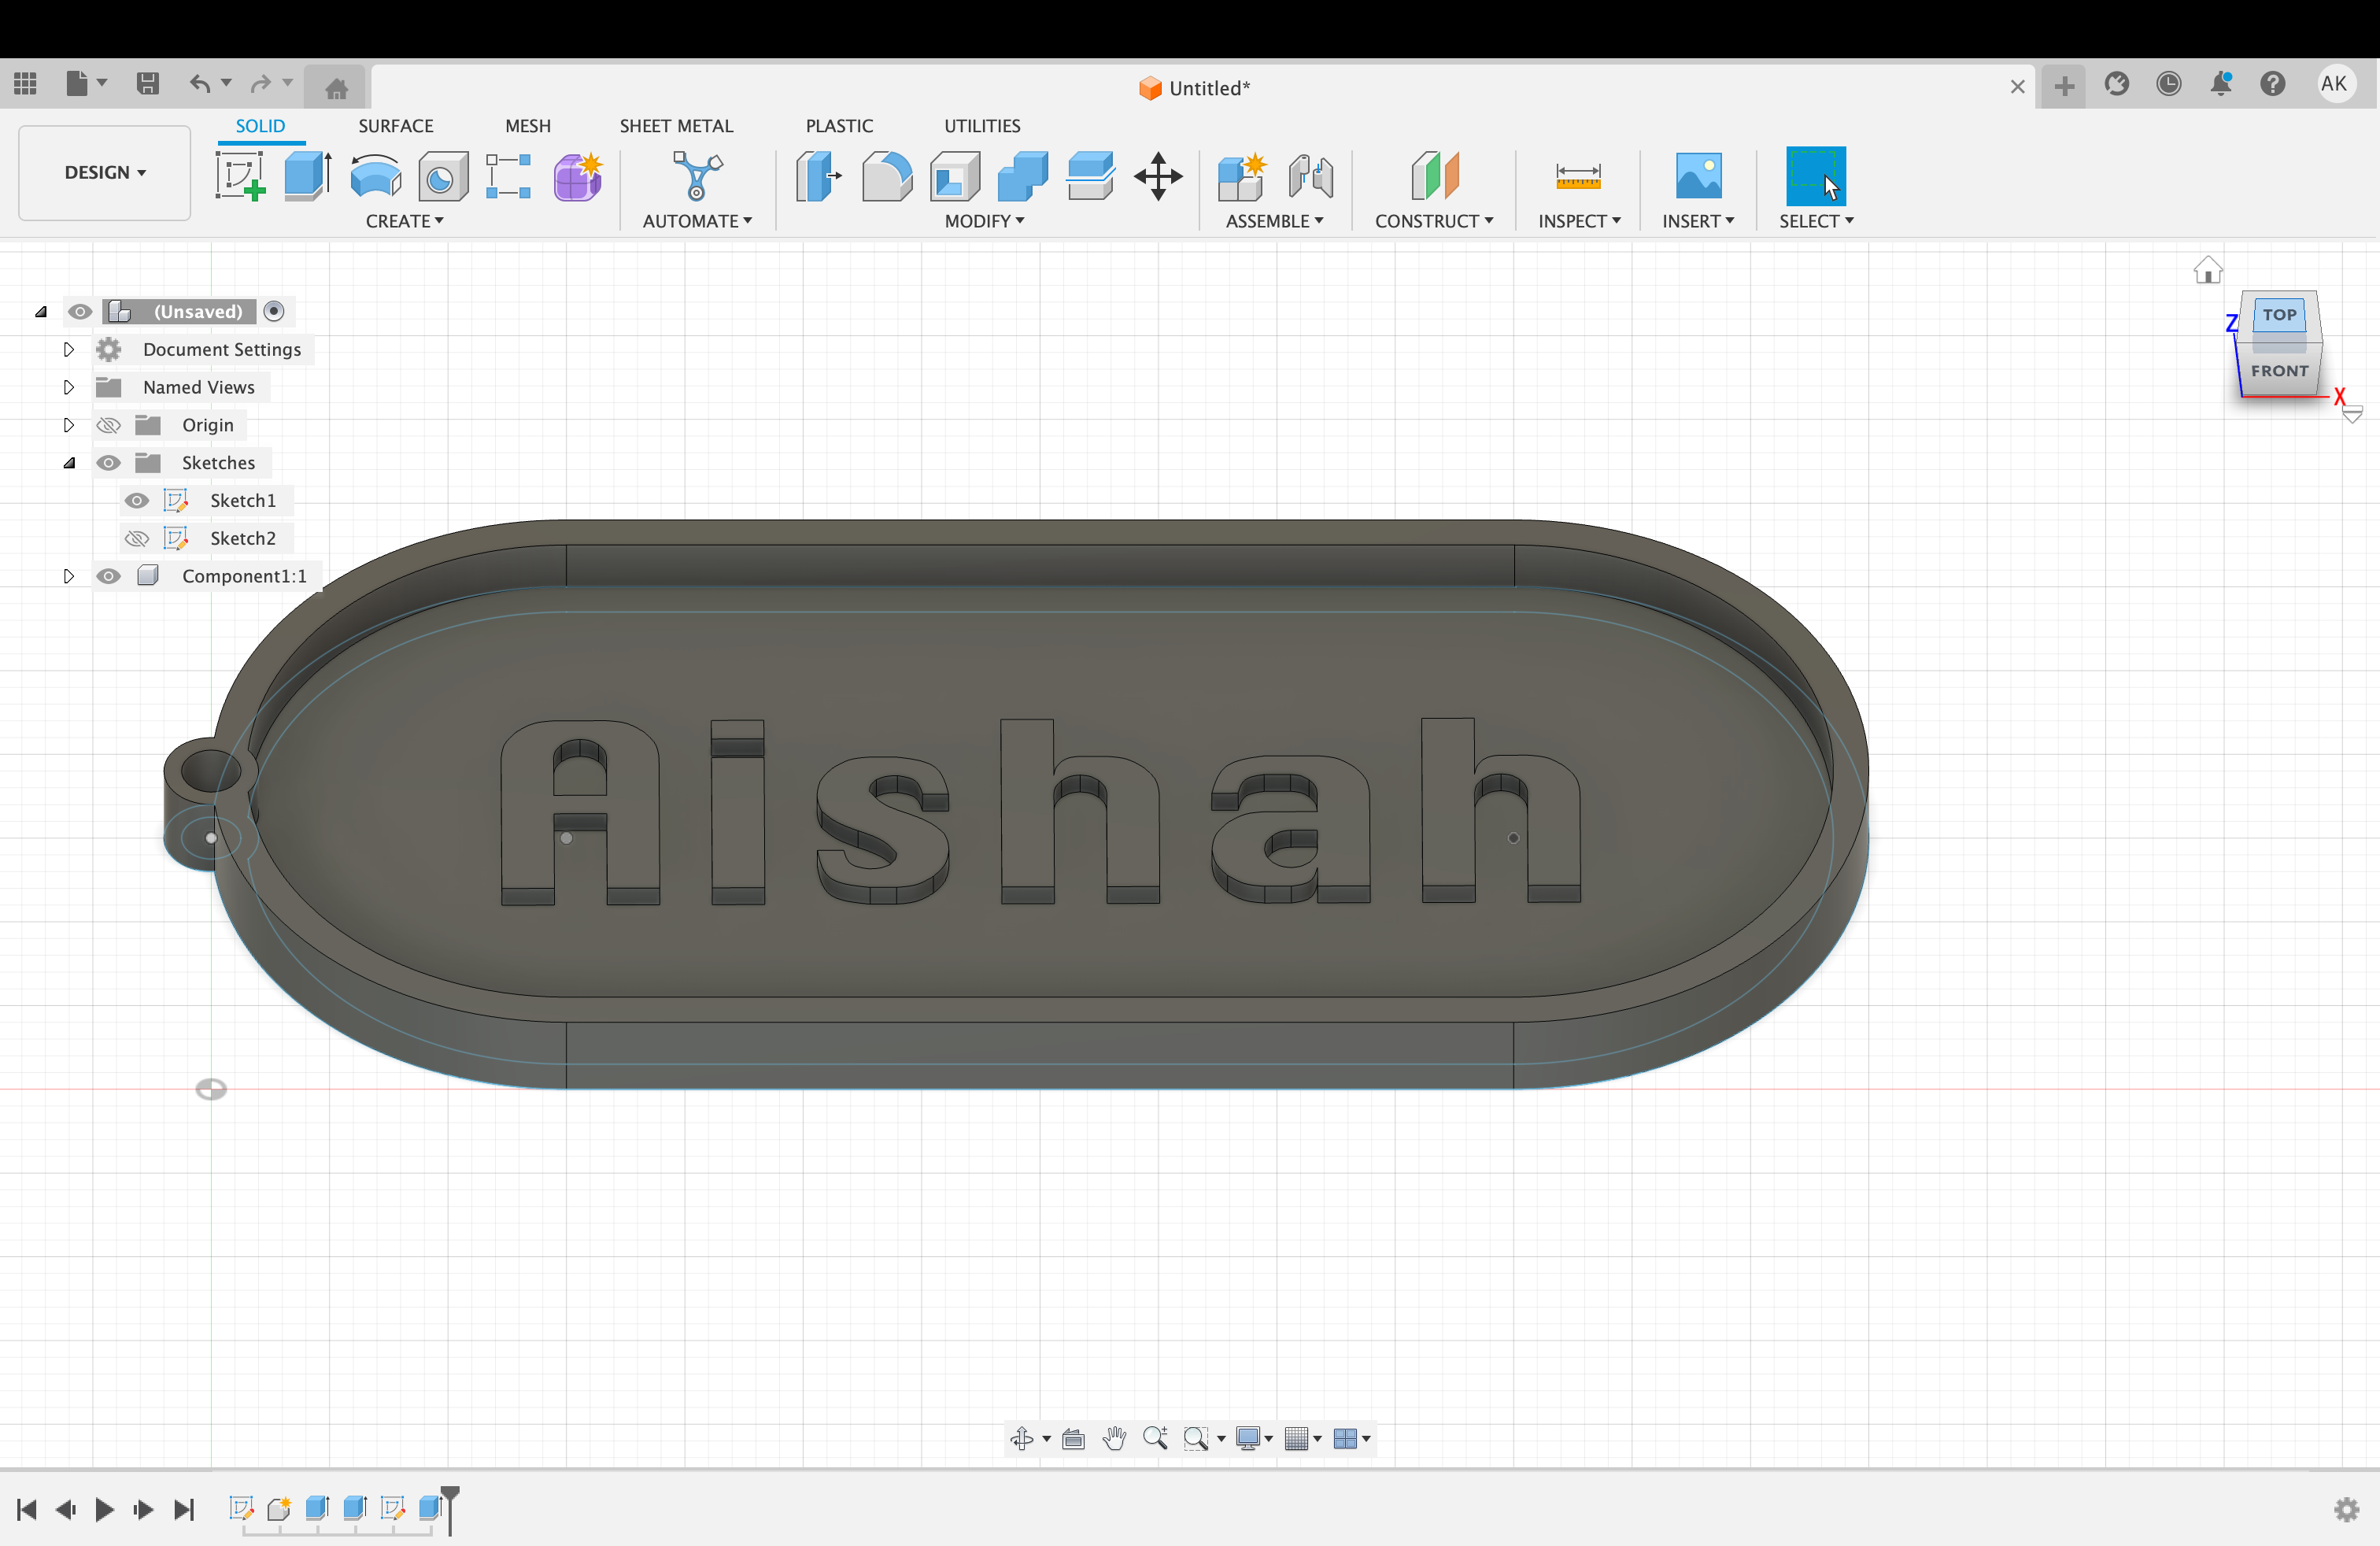 Untitled*
AK
DESIGN
SOLID SURFACE MESH SHEET METAL PLASTIC UTILITIES
CREATE AUTOMATE MODIFY ASSEMBLE CONSTRUCT INSPECT INSERT SELECT
(Unsaved)
Document Settings
Named Views
Origin
Sketches
Sketch1
Sketch2
Component1:1
TOP
Z
FRONT
X
Aishah